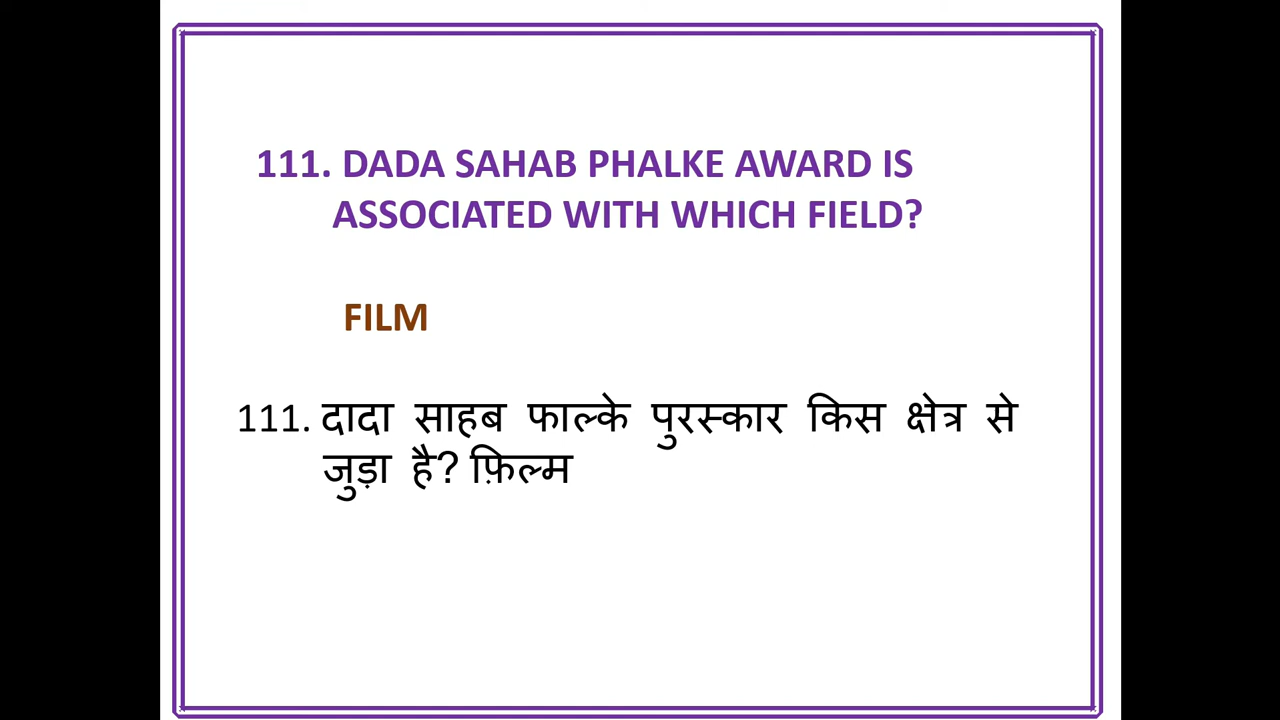 111. DADA SAHAB PHALKE AWARD IS
ASSOCIATED WITH WHICH FIELD?
FILM
111. दादा साहब फाल्के पुरस्कार किस क्षेत्र से
जुड़ा है? फ़िल्म